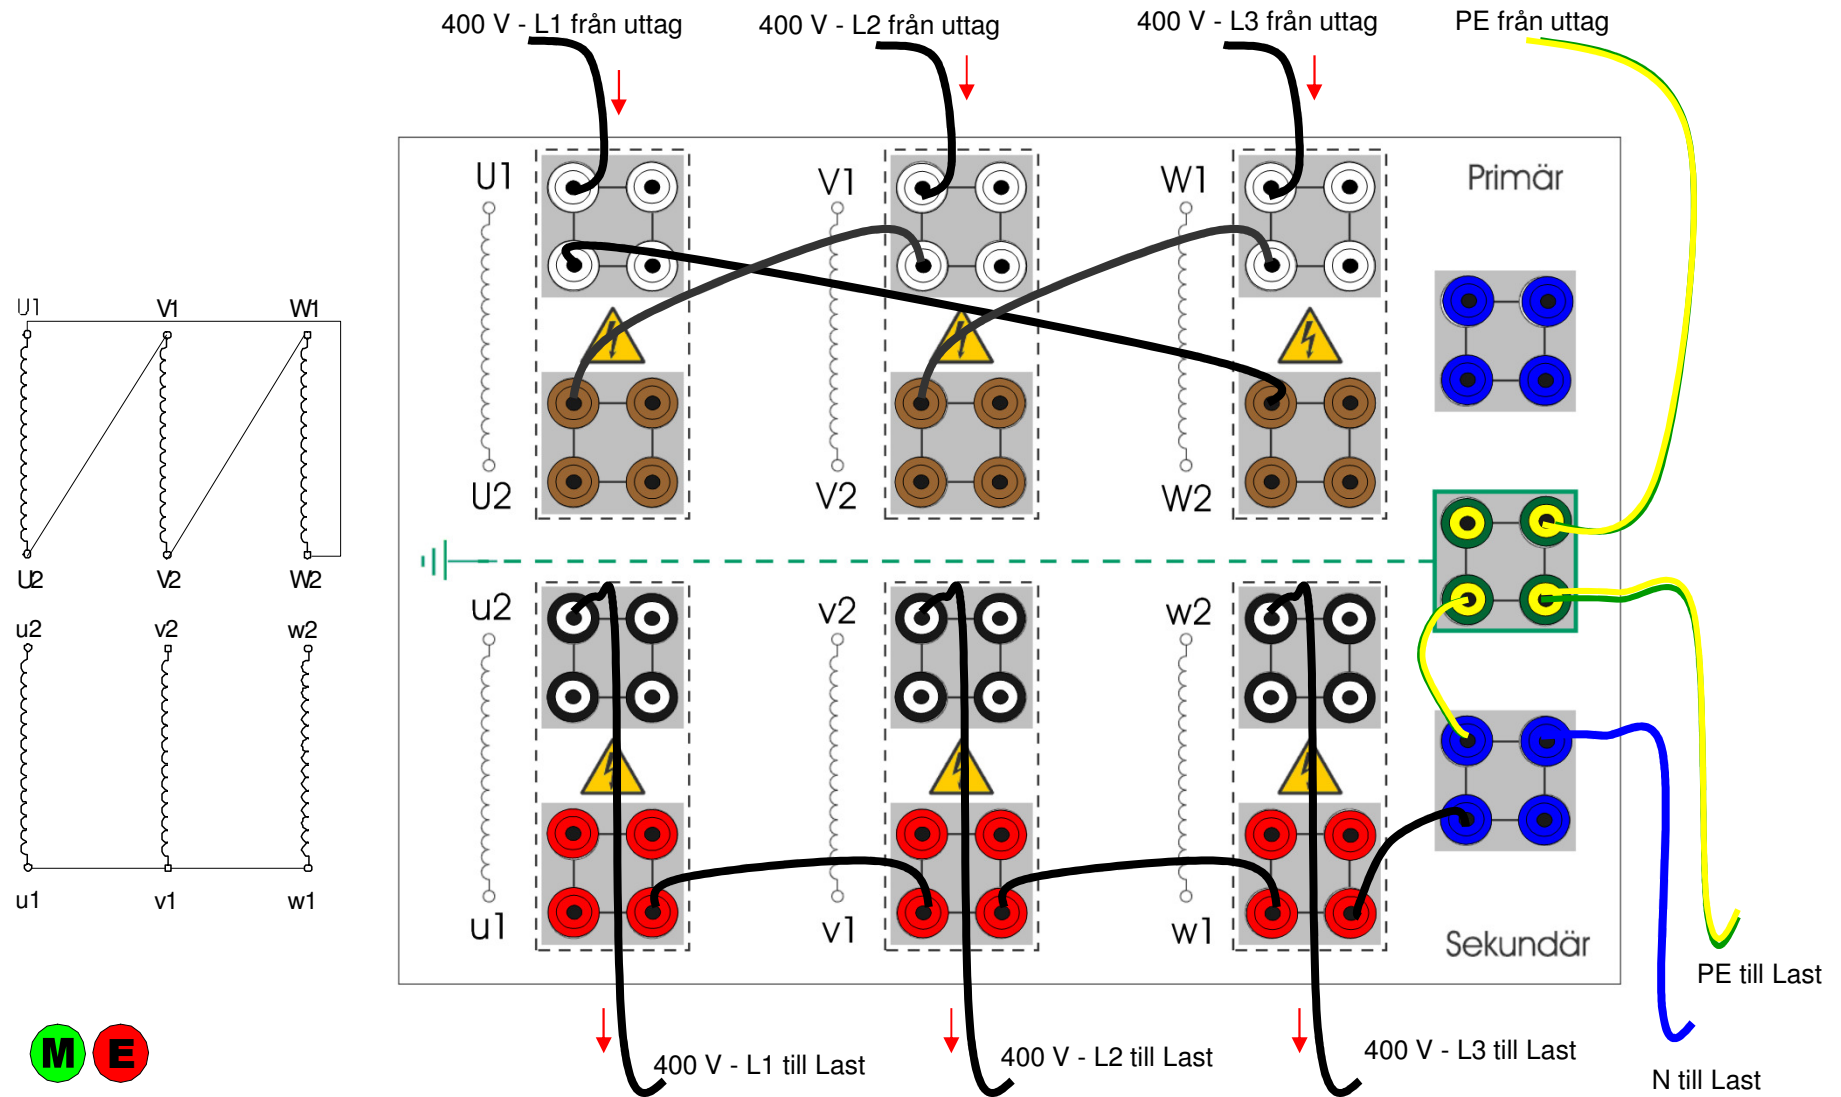 400 V - L1 från uttag
400 V - L2 från uttag
400 V - L3 från uttag
PE från uttag
U1
V1
W1
Primär
U2
V2
W2
U1
V1
W1
U2
V2
W2
u2
v2
w2
u1
v1
w1
u2
v2
w2
u1
v1
w1
Sekundär
PE till Last
N till Last
400 V - L1 till Last
400 V - L2 till Last
400 V - L3 till Last
M
E